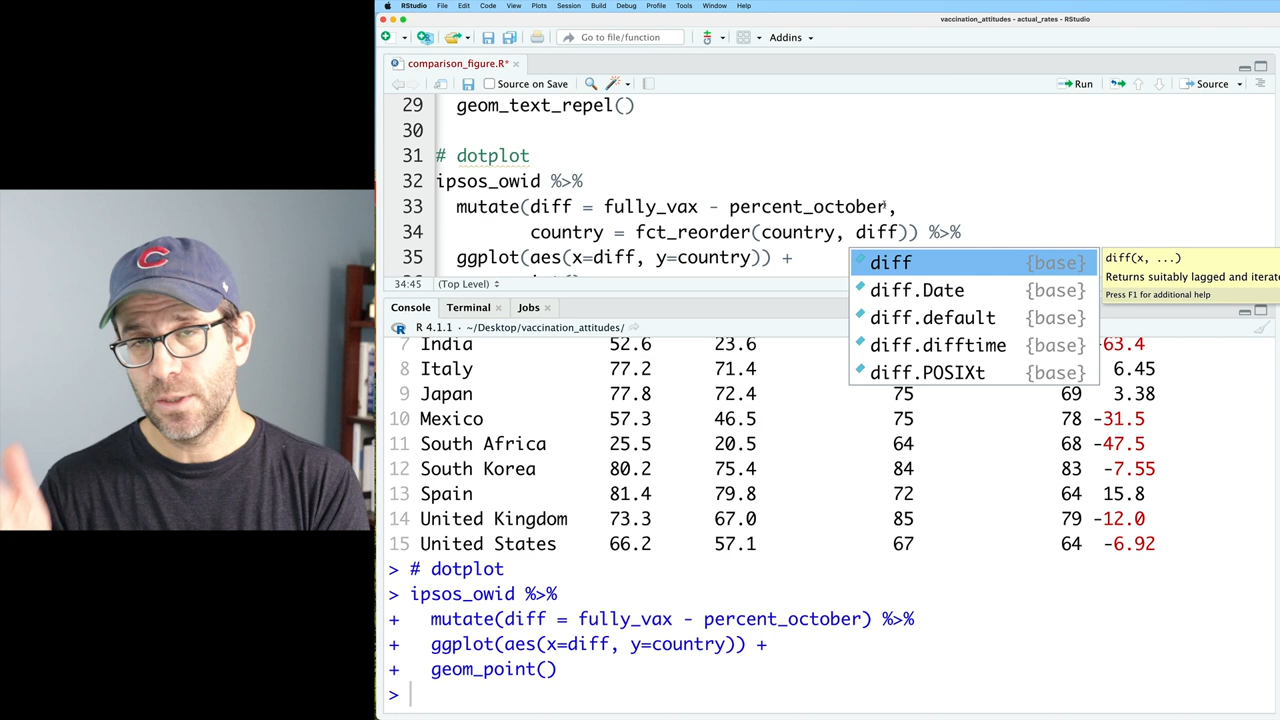 RStudio File Edit Code View Plots Session Build Debug Profile Tools Window Help
vaccination_attitudes - actual_rates - RStudio
Go to file/function Addins
comparison_figure.R*
Source on Save Run Source
29 geom_text_repel()
30
31 # dotplot
32 ipsos_owid %>%
33 mutate(diff = fully_vax - percent_october,
34 country = fct_reorder(country, diff)) %>%
35 ggplot(aes(x=diff, y=country)) +
34:45 (Top Level)
diff {base}
diff.Date {base}
diff.default {base}
diff.difftime {base}
diff.POSIXt {base}
diff(x, ...)
Returns suitably lagged and iterate
Press F1 for additional help
Console Terminal Jobs
R 4.1.1 · ~/Desktop/vaccination_attitudes/
7 India 52.6 23.6 -63.4
8 Italy 77.2 71.4 6.45
9 Japan 77.8 72.4 75 69 3.38
10 Mexico 57.3 46.5 75 78 -31.5
11 South Africa 25.5 20.5 64 68 -47.5
12 South Korea 80.2 75.4 84 83 -7.55
13 Spain 81.4 79.8 72 64 15.8
14 United Kingdom 73.3 67.0 85 79 -12.0
15 United States 66.2 57.1 67 64 -6.92
> # dotplot
> ipsos_owid %>%
+ mutate(diff = fully_vax - percent_october) %>%
+ ggplot(aes(x=diff, y=country)) +
+ geom_point()
>